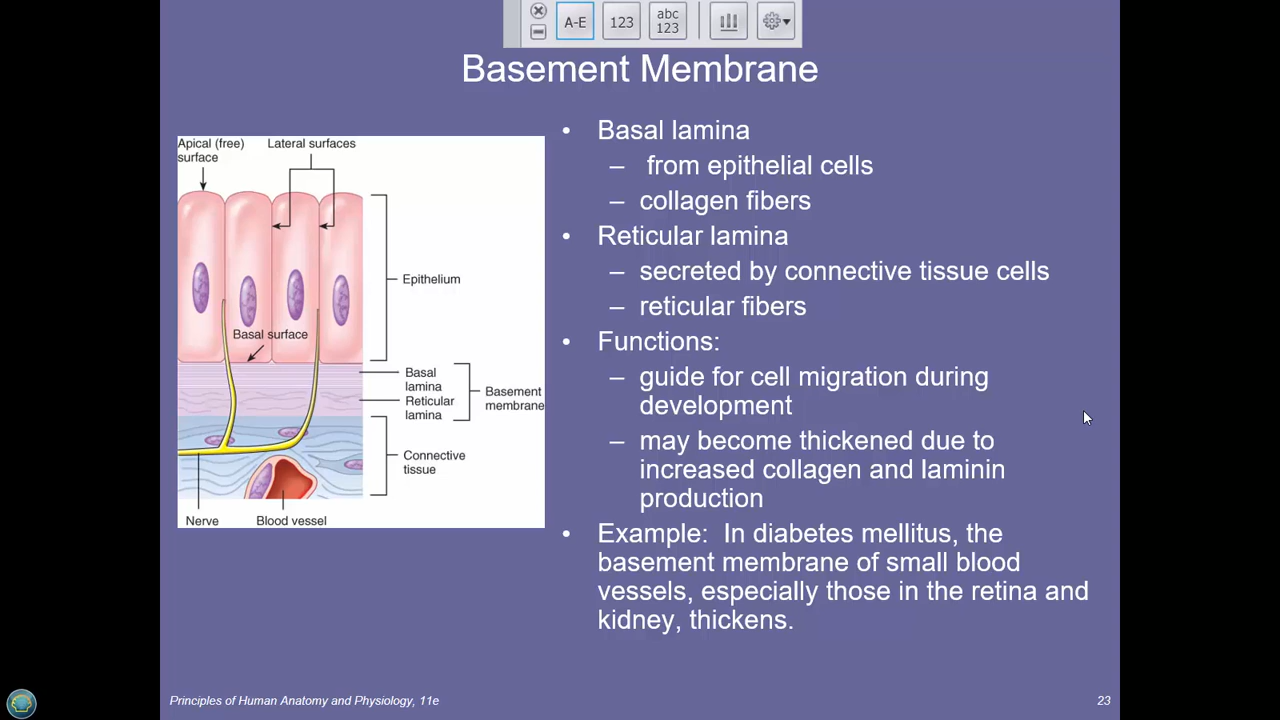 A-E
123
abc
123
Basement Membrane
Apical (free)
surface
Lateral surfaces
Epithelium
Basal surface
Basal
lamina
Reticular
lamina
Basement
membrane
Connective
tissue
Nerve
Blood vessel
• Basal lamina
– from epithelial cells
– collagen fibers
• Reticular lamina
– secreted by connective tissue cells
– reticular fibers
• Functions:
– guide for cell migration during
development
– may become thickened due to
increased collagen and laminin
production
• Example: In diabetes mellitus, the
basement membrane of small blood
vessels, especially those in the retina and
kidney, thickens.
Principles of Human Anatomy and Physiology, 11e
23